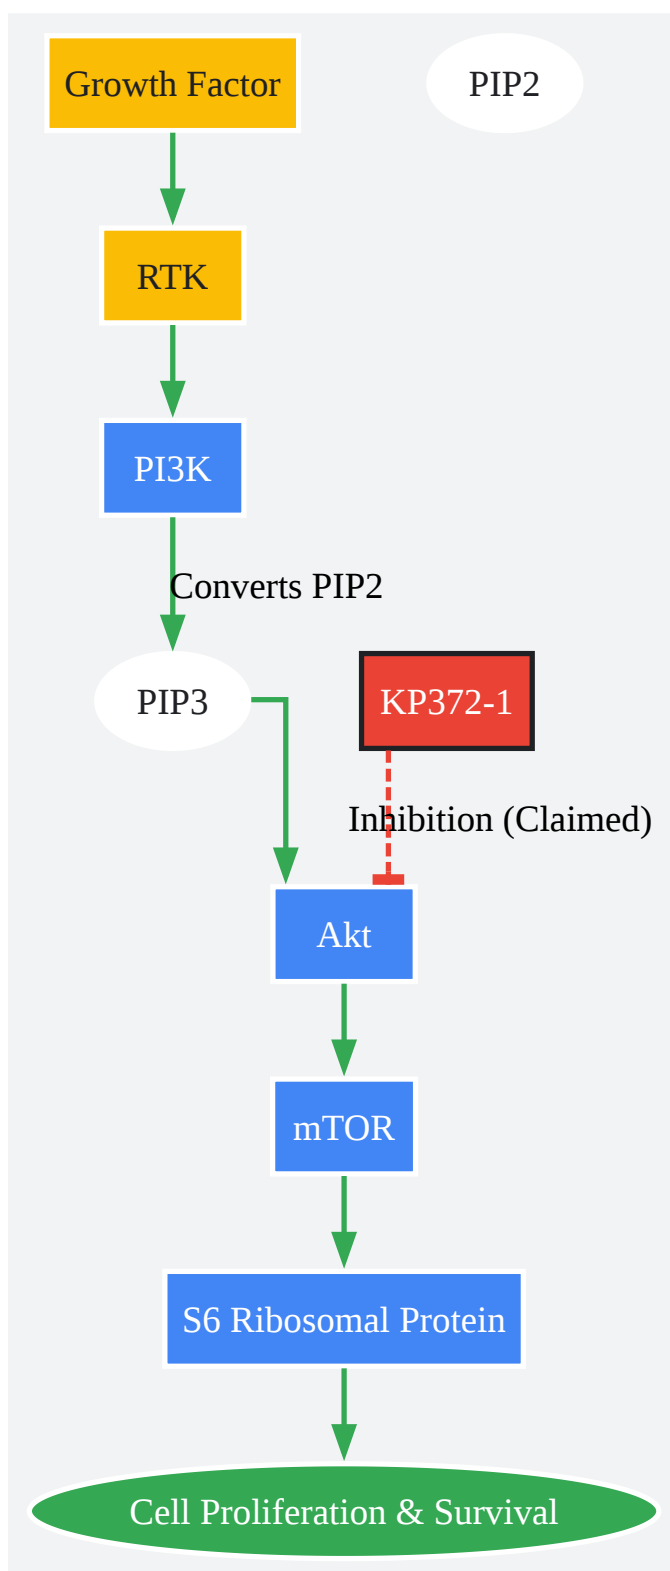 Growth Factor
PIP2
RTK
PI3K
Converts PIP2
PIP3
KP372-1
Inhibition (Claimed)
Akt
mTOR
S6 Ribosomal Protein
Cell Proliferation & Survival